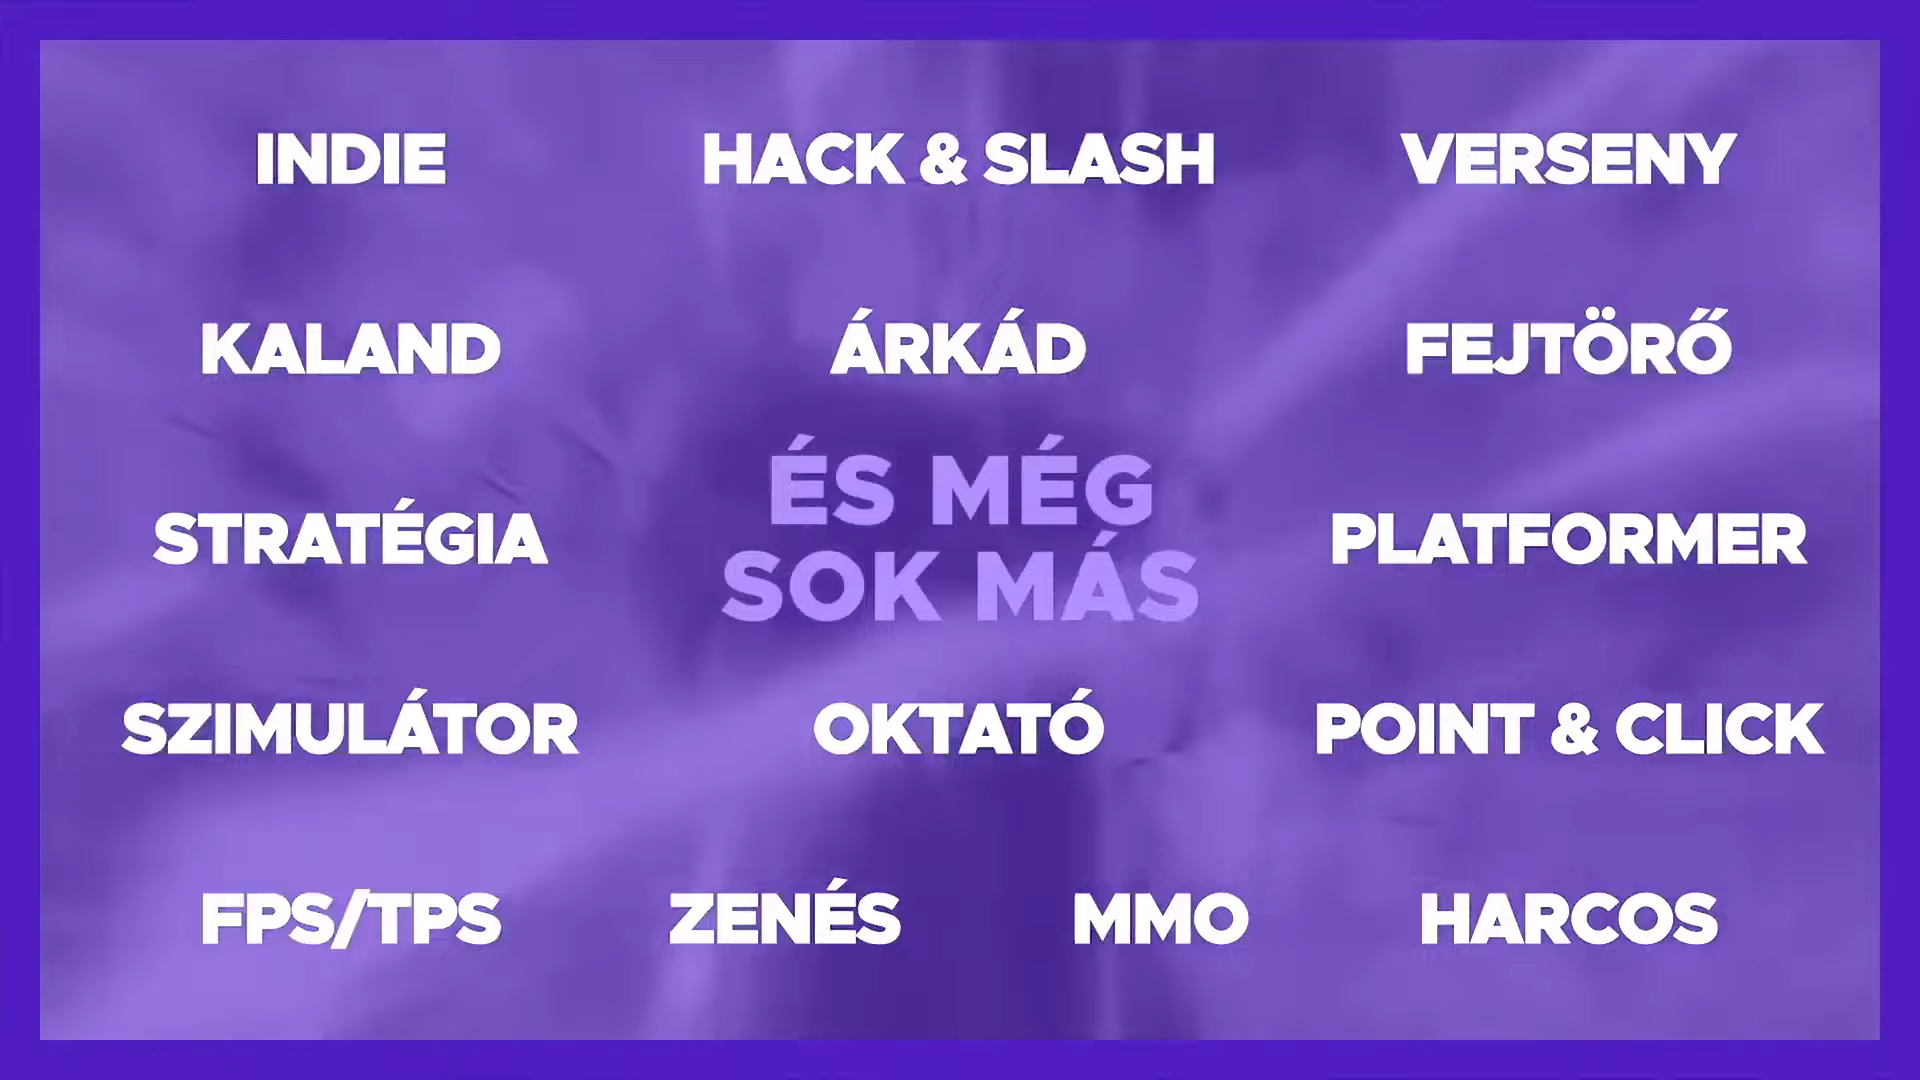 INDIE
HACK & SLASH
VERSENY
KALAND
ÁRKÁD
FEJTÖRŐ
ÉS MÉG
SOK MÁS
STRATÉGIA
PLATFORMER
SZIMULÁTOR
OKTATÓ
POINT & CLICK
FPS/TPS
ZENÉS
MMO
HARCOS